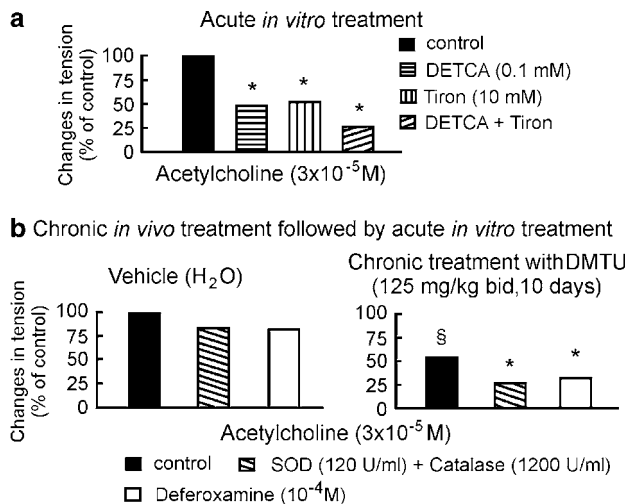 a Acute in vitro treatment
Changes in tension
(% of control)
100
75
50
25
0
*
*
*
Acetylcholine (3x10-5M)
control
DETCA (0.1 mM)
Tiron (10 mM)
DETCA + Tiron
b Chronic in vivo treatment followed by acute in vitro treatment
Vehicle (H2O)
Changes in tension
(% of control)
100
75
50
25
0
Chronic treatment with DMTU
(125 mg/kg bid,10 days)
100
75
50
25
0
§
*
*
Acetylcholine (3x10-5M)
control SOD (120 U/ml) + Catalase (1200 U/ml)
Deferoxamine (10-4M)